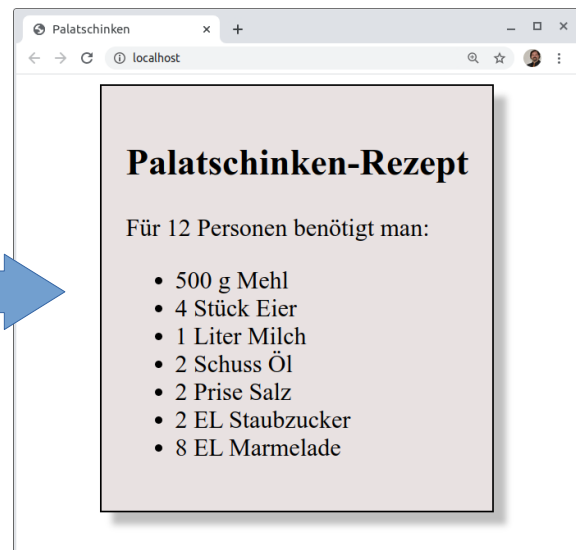 Palatschinken
localhost
Palatschinken-Rezept
Für 12 Personen benötigt man:
• 500 g Mehl
• 4 Stück Eier
• 1 Liter Milch
• 2 Schuss Öl
• 2 Prise Salz
• 2 EL Staubzucker
• 8 EL Marmelade